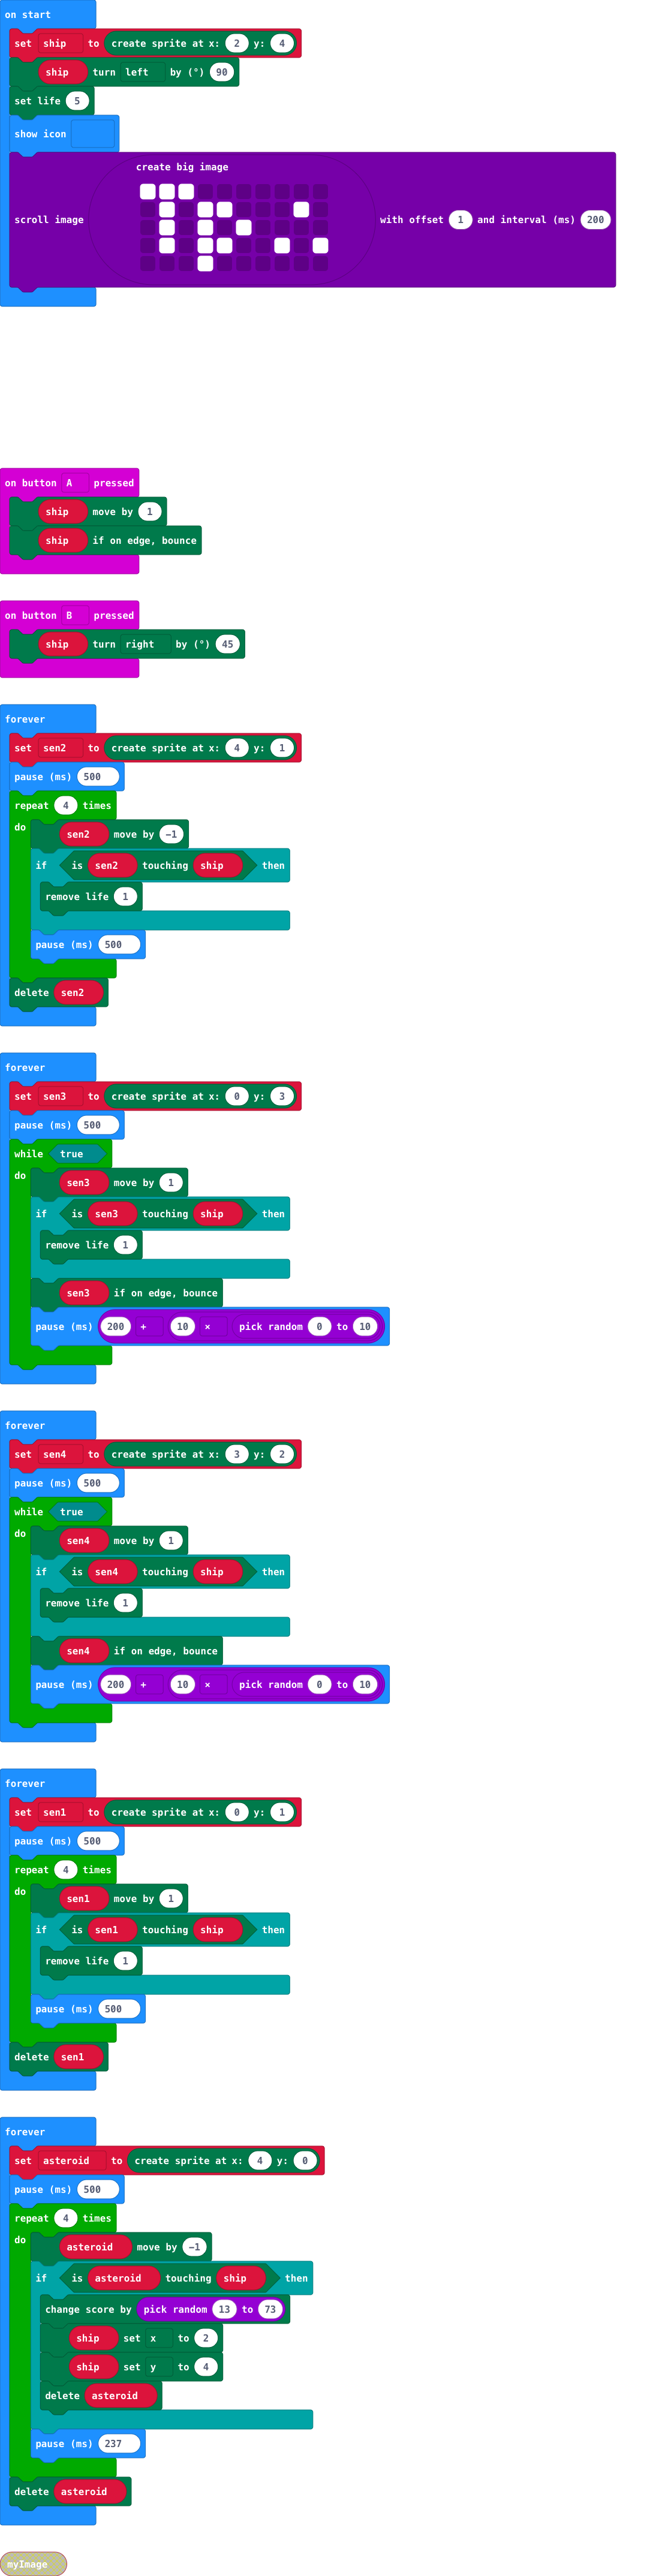 on start
set ship to create sprite at x: 2 y: 4
ship turn left by (°) 90
set life 5
show icon
create big image
scroll image with offset 1 and interval (ms) 200
on button A pressed
ship move by 1
ship if on edge, bounce
on button B pressed
ship turn right by (°) 45
forever
set sen2 to create sprite at x: 4 y: 1
pause (ms) 500
repeat 4 times
do sen2 move by -1
if is sen2 touching ship then
remove life 1
pause (ms) 500
delete sen2
forever
set sen3 to create sprite at x: 0 y: 3
pause (ms) 500
while true
do sen3 move by 1
if is sen3 touching ship then
remove life 1
sen3 if on edge, bounce
pause (ms) 200 + 10 × pick random 0 to 10
forever
set sen4 to create sprite at x: 3 y: 2
pause (ms) 500
while true
do sen4 move by 1
if is sen4 touching ship then
remove life 1
sen4 if on edge, bounce
pause (ms) 200 + 10 × pick random 0 to 10
forever
set sen1 to create sprite at x: 0 y: 1
pause (ms) 500
repeat 4 times
do sen1 move by 1
if is sen1 touching ship then
remove life 1
pause (ms) 500
delete sen1
forever
set asteroid to create sprite at x: 4 y: 0
pause (ms) 500
repeat 4 times
do asteroid move by -1
if is asteroid touching ship then
change score by pick random 13 to 73
ship set x to 2
ship set y to 4
delete asteroid
pause (ms) 237
delete asteroid
myImage